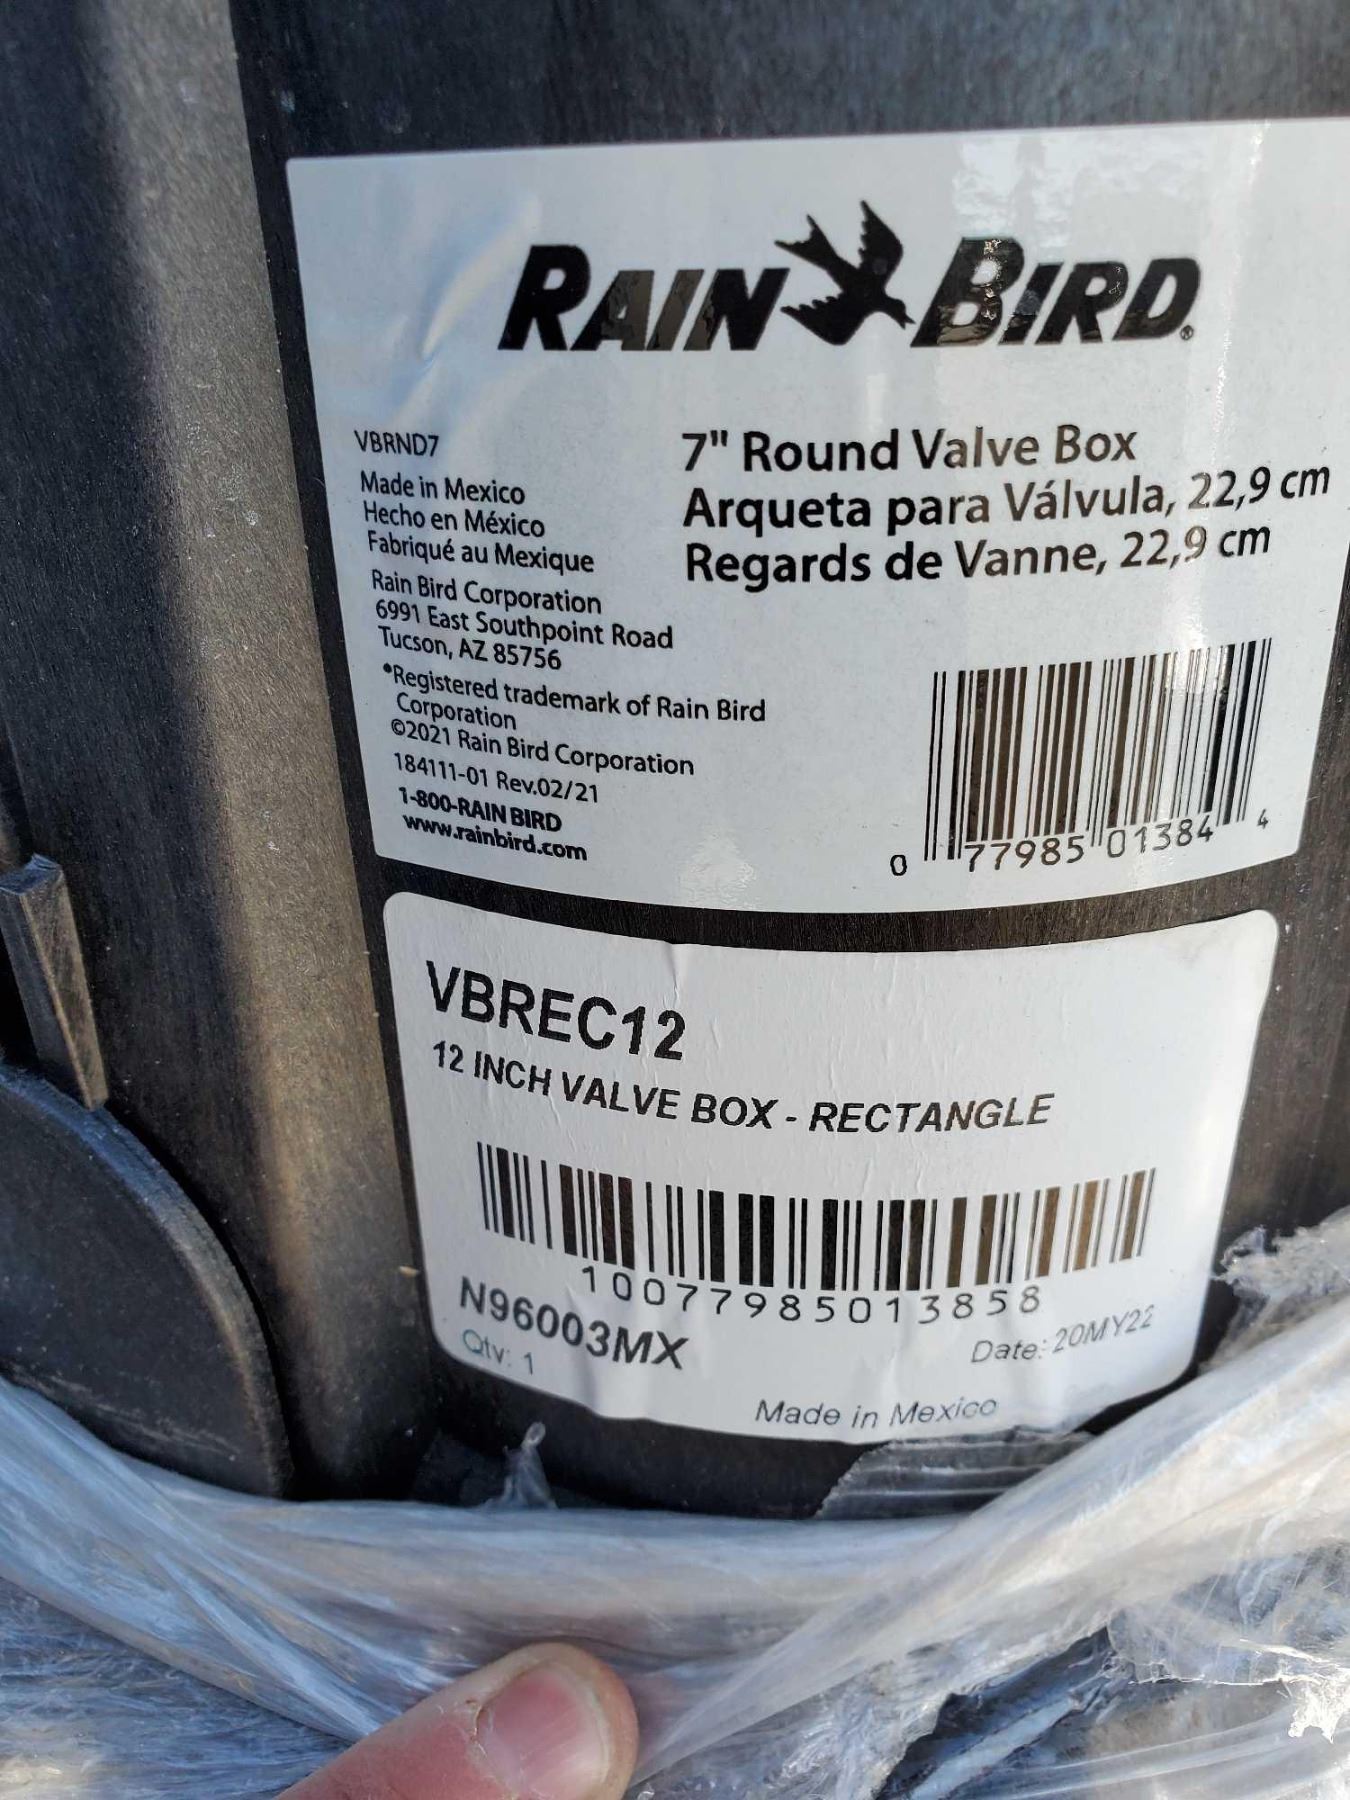 RAIN BIRD®
VBRND7
Made in Mexico
Hecho en México
Fabriqué au Mexique
Rain Bird Corporation
6991 East Southpoint Road
Tucson, AZ 85756
®Registered trademark of Rain Bird
Corporation
©2021 Rain Bird Corporation
184111-01 Rev.02/21
1-800-RAIN BIRD
www.rainbird.com
7" Round Valve Box
Arqueta para Válvula, 22,9 cm
Regards de Vanne, 22,9 cm
0 77985 01384 4
VBREC12
12 INCH VALVE BOX - RECTANGLE
10077985013858
N96003MX
Qty: 1
Date: 20MY22
Made in Mexico